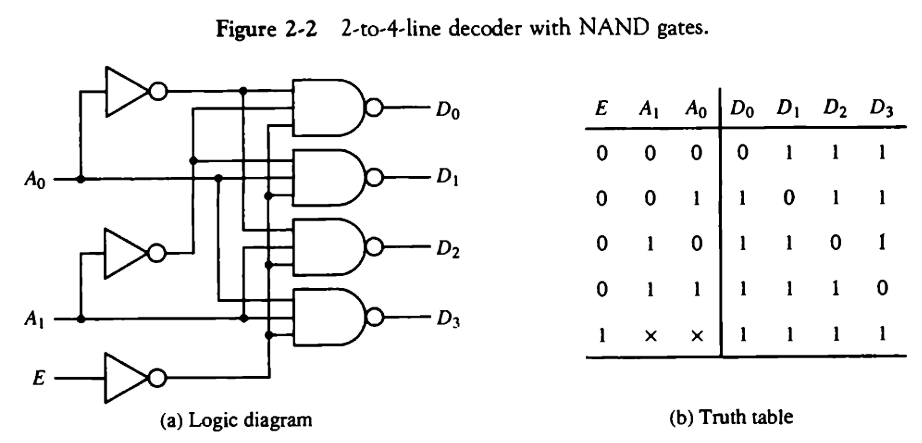 Figure 2-2 2-to-4-line decoder with NAND gates.
A₀
A₁
E
D₀
D₁
D₂
D₃
(a) Logic diagram
E A₁ A₀ D₀ D₁ D₂ D₃
0 0 0 0 1 1 1
0 0 1 1 0 1 1
0 1 0 1 1 0 1
0 1 1 1 1 1 0
1 × × 1 1 1 1
(b) Truth table